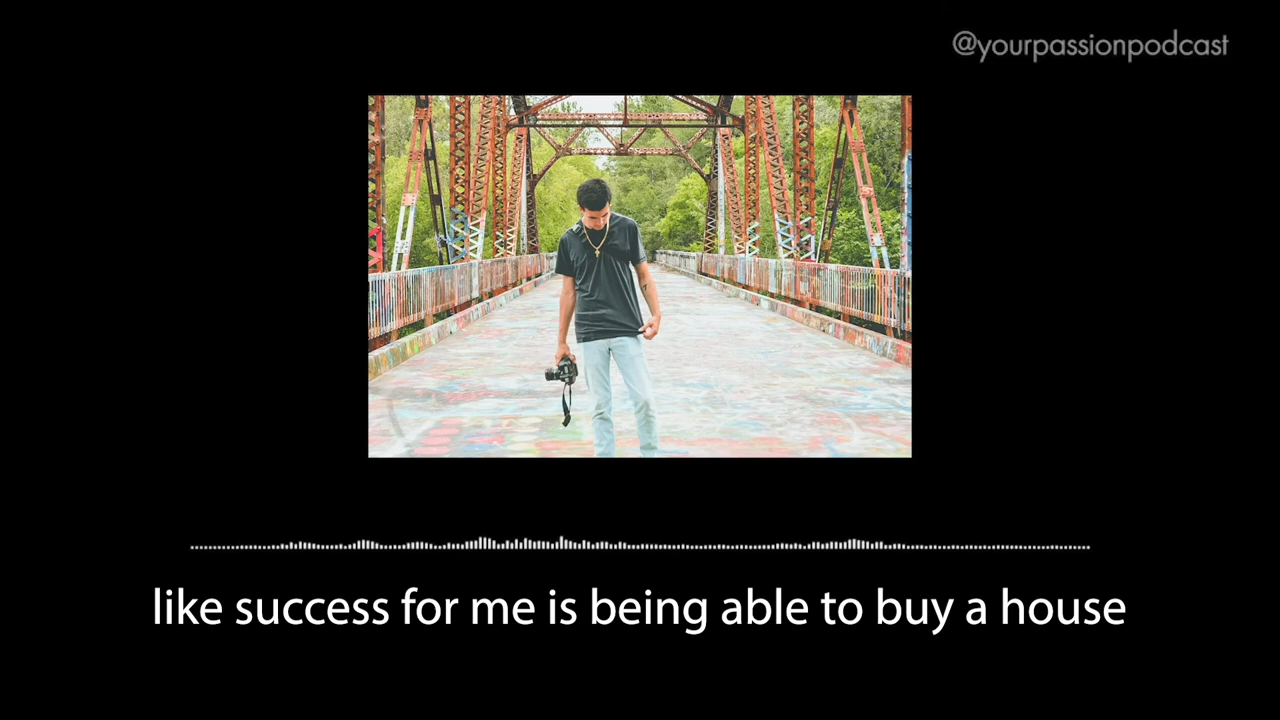 @yourpassionpodcast
like success for me is being able to buy a house